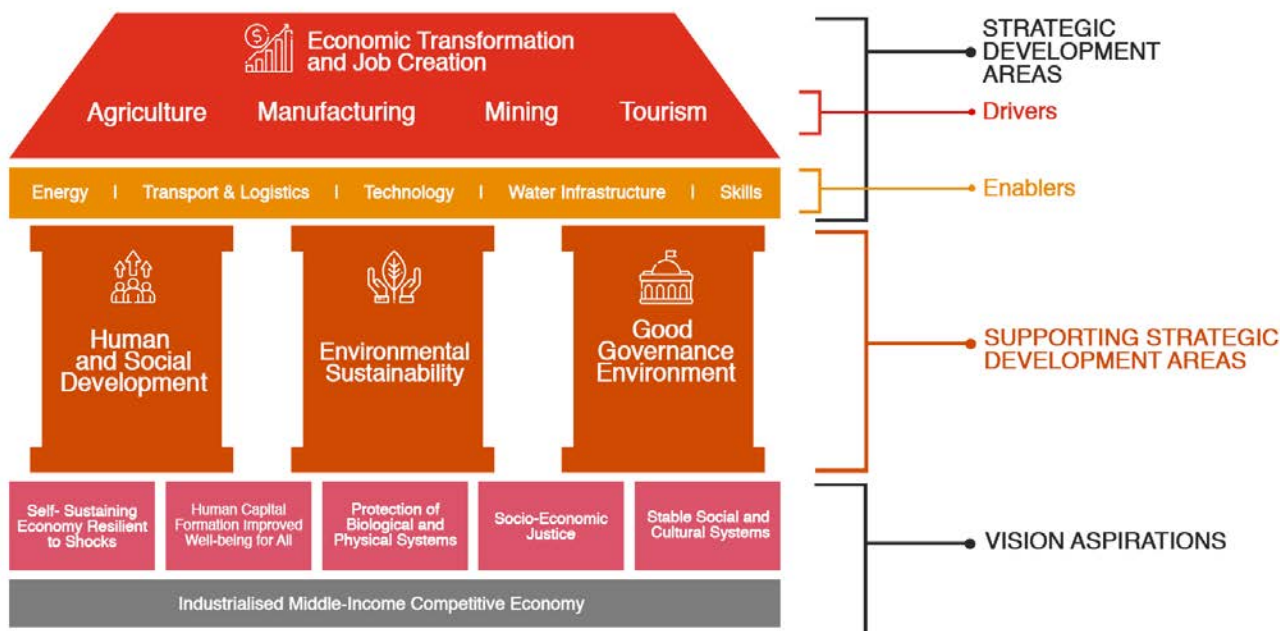 Economic Transformation
and Job Creation
Agriculture Manufacturing Mining Tourism
STRATEGIC
DEVELOPMENT
AREAS
Drivers
Energy | Transport & Logistics | Technology | Water Infrastructure | Skills
Enablers
Human
and Social
Development
Environmental
Sustainability
Good
Governance
Environment
SUPPORTING STRATEGIC
DEVELOPMENT AREAS
Self- Sustaining
Economy Resilient
to Shocks
Human Capital
Formation Improved
Well-being for All
Protection of
Biological and
Physical Systems
Socio-Economic
Justice
Stable Social and
Cultural Systems
VISION ASPIRATIONS
Industrialised Middle-Income Competitive Economy